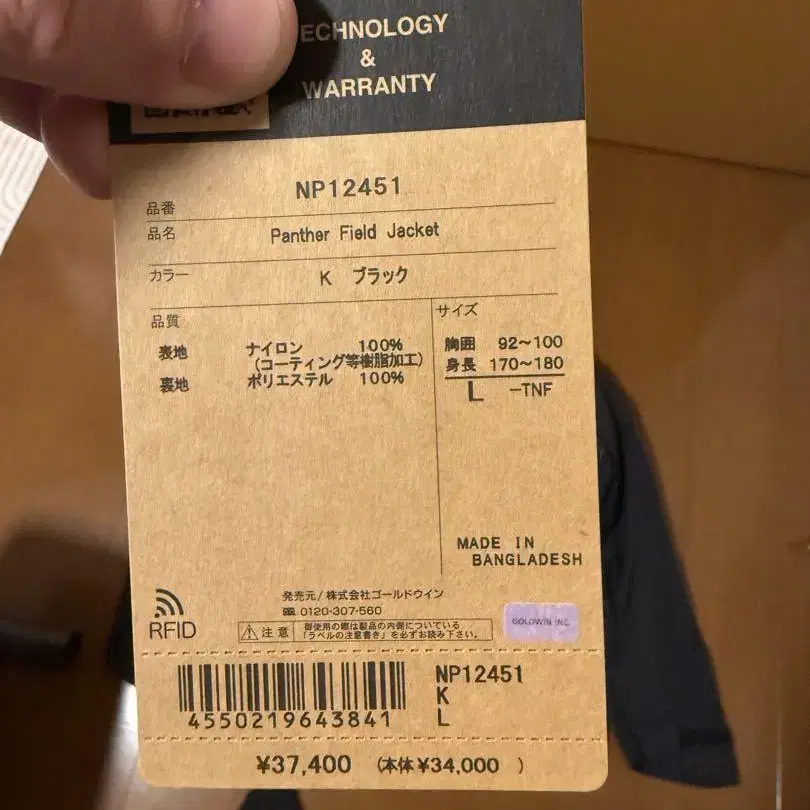 ECHNOLOGY
&
WARRANTY
品番 NP12451
品名 Panther Field Jacket
カラー K ブラック
品質
表地 ナイロン 100%
(コーティング等樹脂加工)
裏地 ポリエステル 100%
サイズ
胸囲 92~100
身長 170~180
L -TNF
MADE IN
BANGLADESH
RFID
発売元/株式会社ゴールドウイン
0120-307-560
注意 御使用の際は製品の内側についている
「ラベルの注意書き」を必ずお読み下さい。
GOLDWIN INC.
4550219643841
NP12451
K
L
¥37,400 (本体¥34,000 )